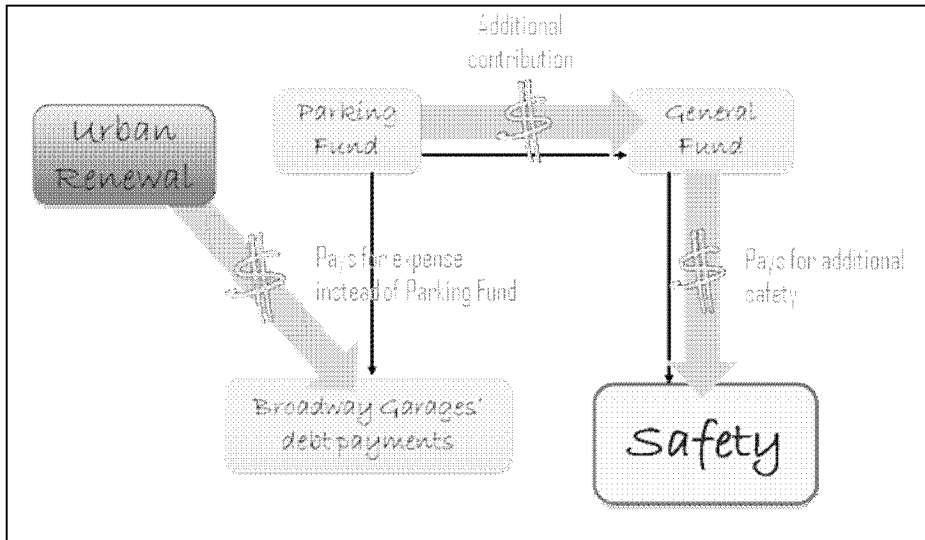 Additional
contribution
Urban
Renewal
Parking
Fund
General
Fund
Pays for expense
instead of Parking Fund
Pays for additional
safety
Broadway Garages'
debt payments
Safety